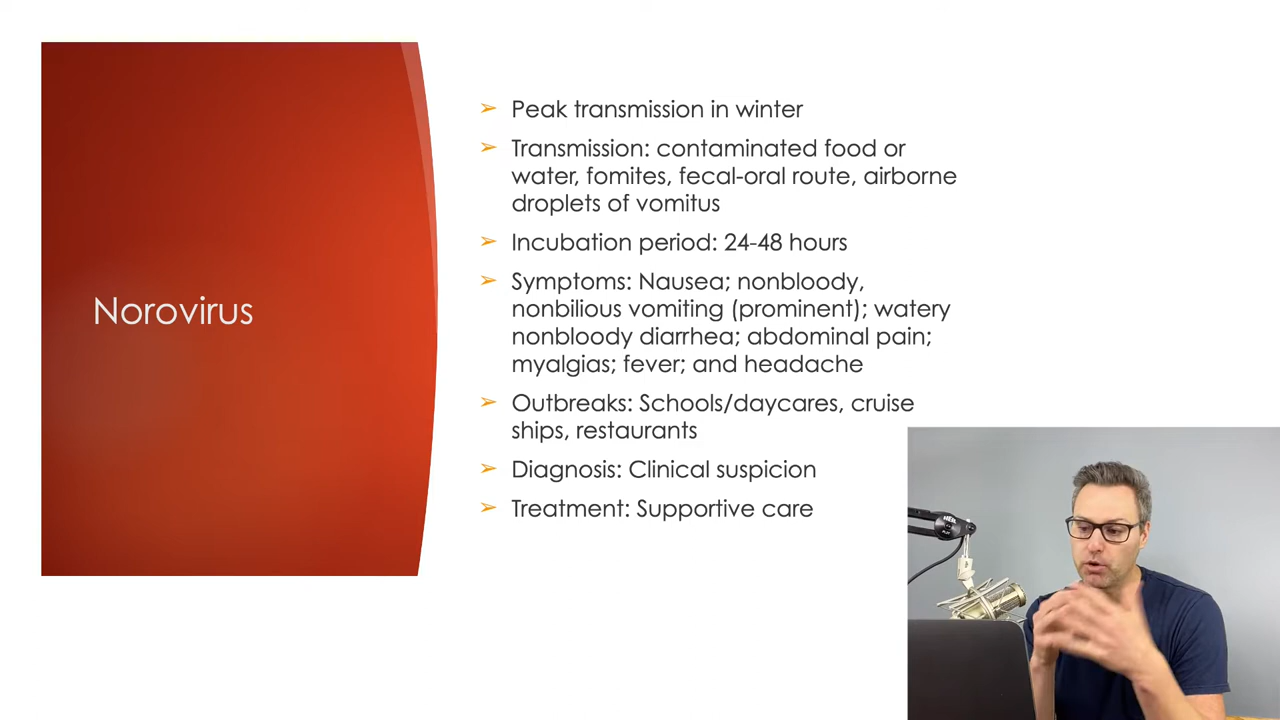 Norovirus
➢ Peak transmission in winter
➢ Transmission: contaminated food or
water, fomites, fecal-oral route, airborne
droplets of vomitus
➢ Incubation period: 24-48 hours
➢ Symptoms: Nausea; nonbloody,
nonbilious vomiting (prominent); watery
nonbloody diarrhea; abdominal pain;
myalgias; fever; and headache
➢ Outbreaks: Schools/daycares, cruise
ships, restaurants
➢ Diagnosis: Clinical suspicion
➢ Treatment: Supportive care